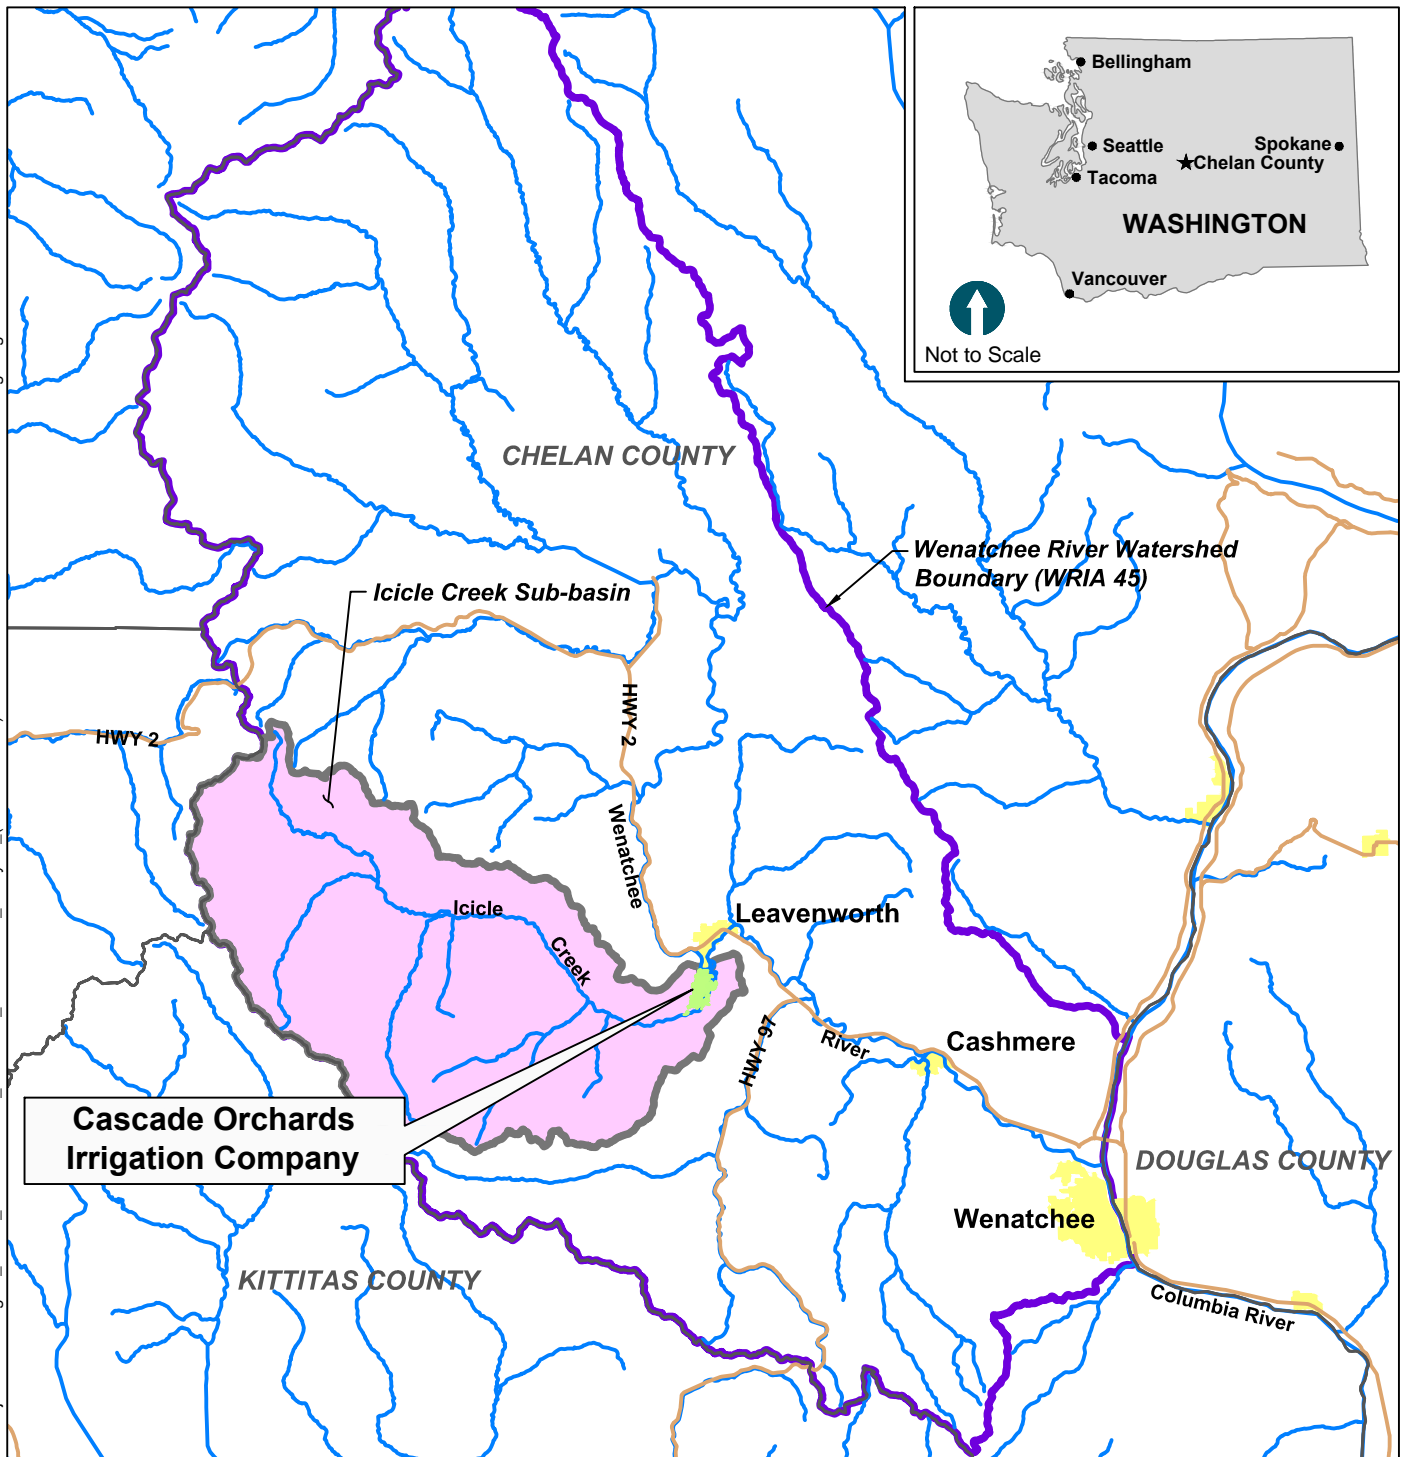 Bellingham
Seattle
Spokane
Chelan County
Tacoma
WASHINGTON
Vancouver
Not to Scale
CHELAN COUNTY
Wenatchee River Watershed
Boundary (WRIA 45)
Icicle Creek Sub-basin
HWY 2
HWY 2
Wenatchee
Icicle
Leavenworth
Creek
HWY 97
River
Cashmere
Cascade Orchards
Irrigation Company
DOUGLAS COUNTY
Wenatchee
KITTITAS COUNTY
Columbia River